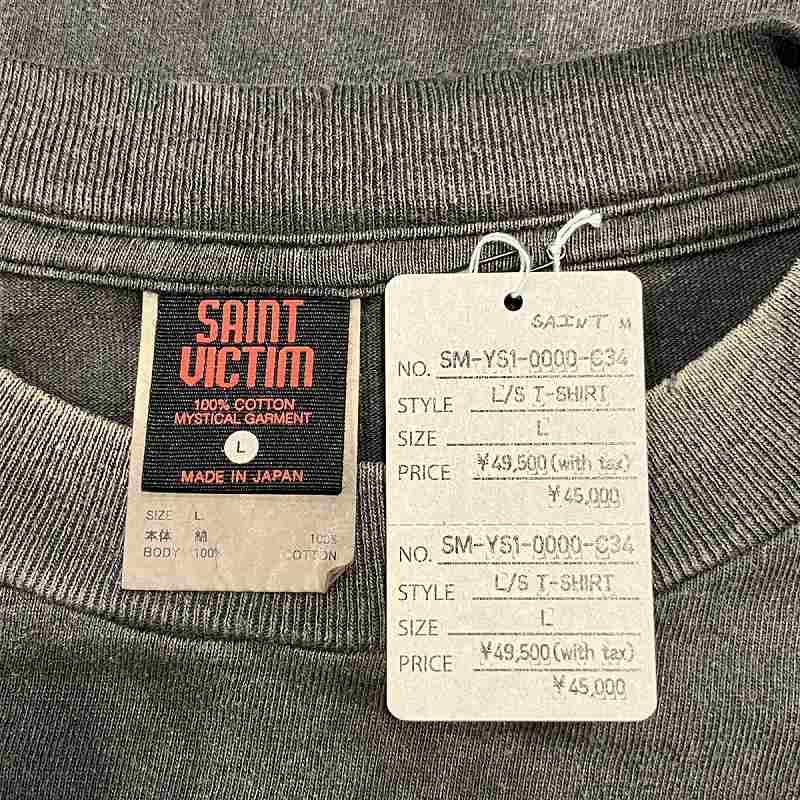 SAINT
VICTIM
100% COTTON
MYSTICAL GARMENT
L
MADE IN JAPAN
SIZE L
本体 綿 100%
BODY 100% COTTON
SAINT M
NO. SM-YS1-0000-C34
STYLE L/S T-SHIRT
SIZE L
PRICE ¥49,500(with tax)
¥45,000
NO. SM-YS1-0000-C34
STYLE L/S T-SHIRT
SIZE L
PRICE ¥49,500(with tax)
¥45,000